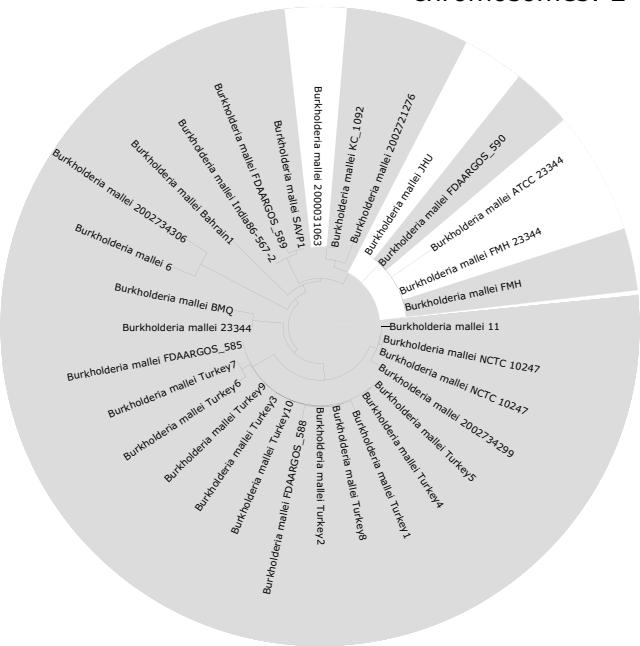 Burkholderia mallei 2000031063
Burkholderia mallei KC_1092
Burkholderia mallei 2002721276
Burkholderia mallei JHU
Burkholderia mallei FDAARGOS_590
Burkholderia mallei ATCC 23344
Burkholderia mallei FMH 23344
Burkholderia mallei FMH
Burkholderia mallei 11
Burkholderia mallei NCTC 10247
Burkholderia mallei NCTC 10247
Burkholderia mallei 2002734299
Burkholderia mallei Turkey5
Burkholderia mallei Turkey4
Burkholderia mallei Turkey1
Burkholderia mallei Turkey8
Burkholderia mallei Turkey2
Burkholderia mallei FDAARGOS_588
Burkholderia mallei Turkey10
Burkholderia mallei Turkey3
Burkholderia mallei Turkey9
Burkholderia mallei Turkey6
Burkholderia mallei Turkey7
Burkholderia mallei FDAARGOS_585
Burkholderia mallei 23344
Burkholderia mallei BMQ
Burkholderia mallei 6
Burkholderia mallei 2002734306
Burkholderia mallei Bahrain1
Burkholderia mallei India86-567-2
Burkholderia mallei FDAARGOS_589
Burkholderia mallei SAVP1